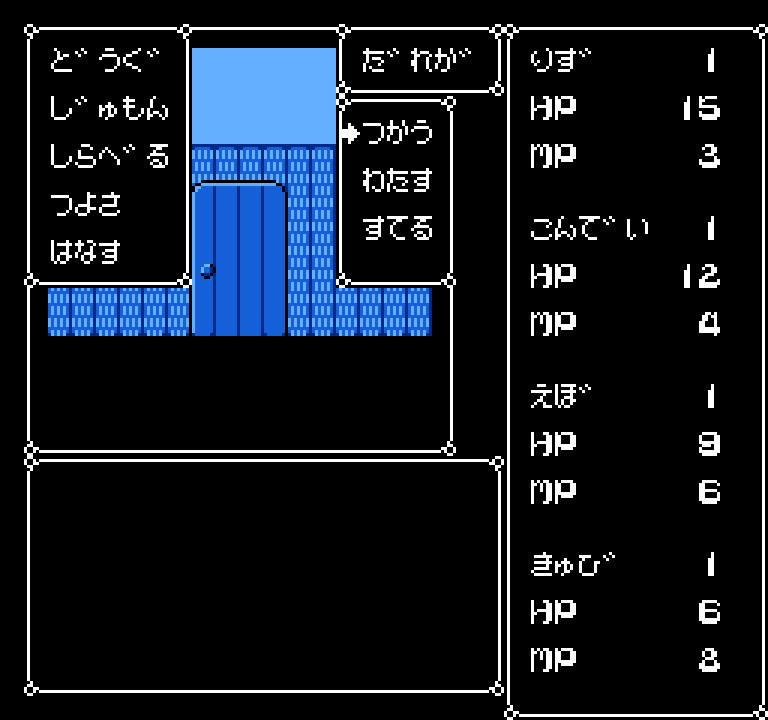 どうぐ
じゅもん
しらべる
つよさ
はなす
だれが
つかう
わたす
すてる
りず 1
HP 15
MP 3
こんでい 1
HP 12
MP 4
えぼ 1
HP 9
MP 6
きゅび 1
HP 6
MP 8